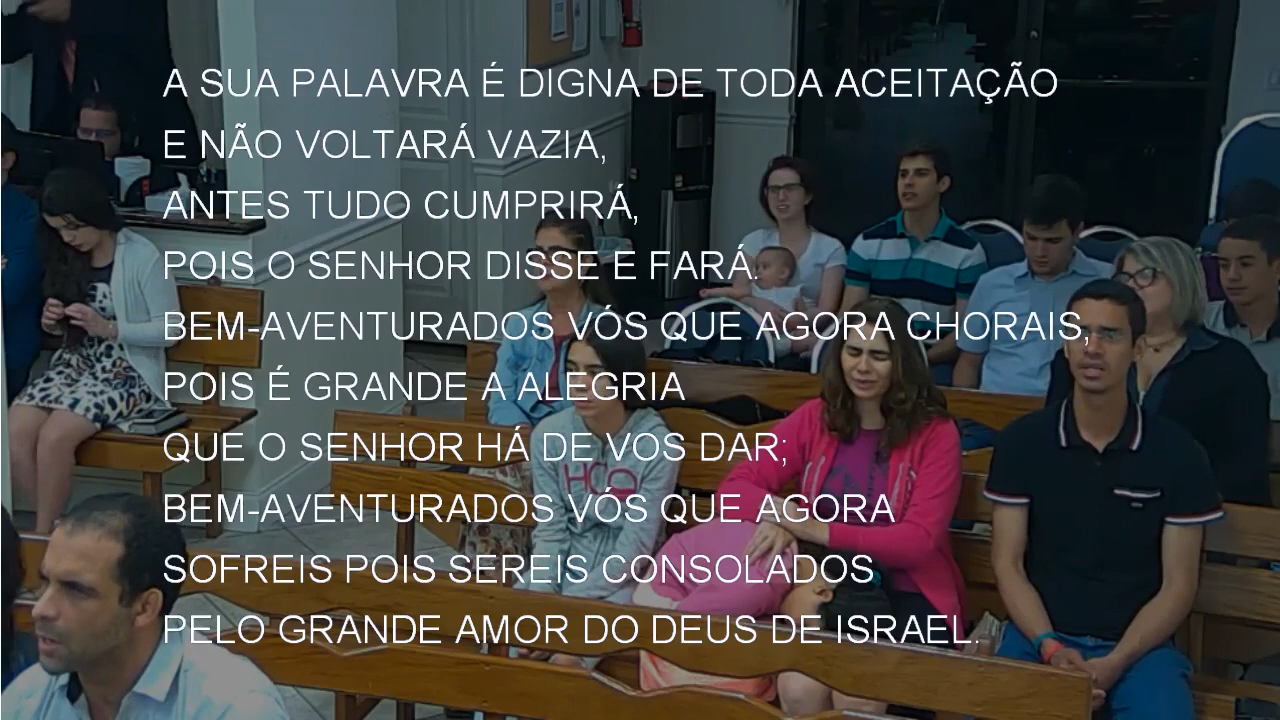 A SUA PALAVRA É DIGNA DE TODA ACEITAÇÃO
E NÃO VOLTARÁ VAZIA,
ANTES TUDO CUMPRIRÁ,
POIS O SENHOR DISSE E FARÁ.
BEM-AVENTURADOS VÓS QUE AGORA CHORAIS,
POIS É GRANDE A ALEGRIA
QUE O SENHOR HÁ DE VOS DAR;
BEM-AVENTURADOS VÓS QUE AGORA
SOFREIS POIS SEREIS CONSOLADOS
PELO GRANDE AMOR DO DEUS DE ISRAEL.
HCO